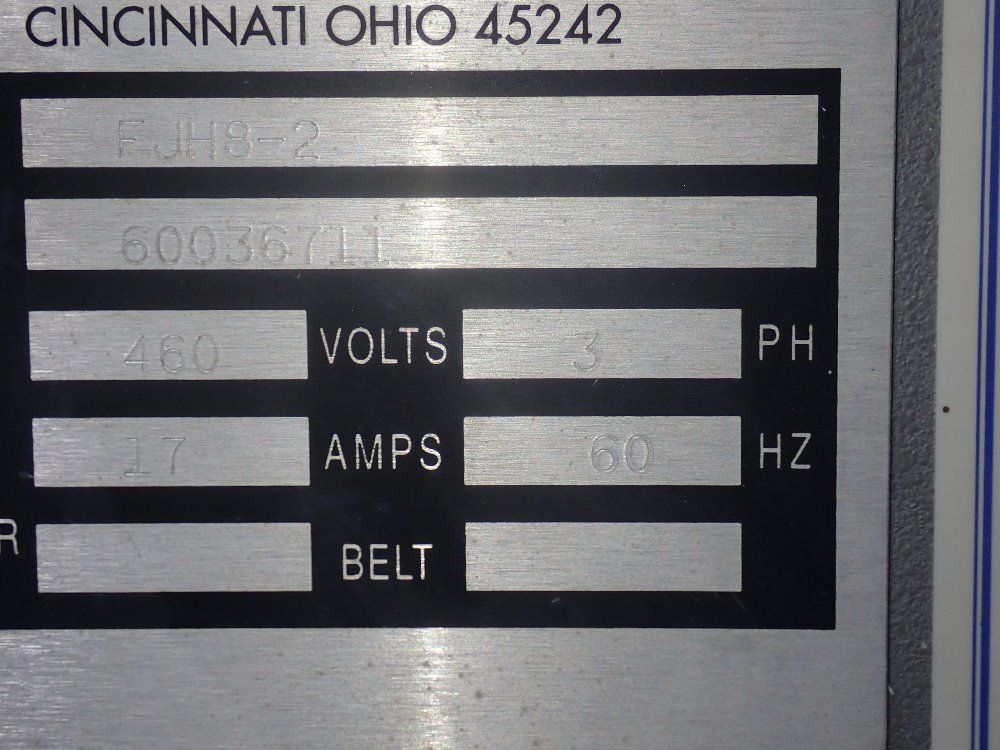 CINCINNATI OHIO 45242
FJH8-2
60036711
460 VOLTS 3 PH
17 AMPS 60 HZ
R BELT